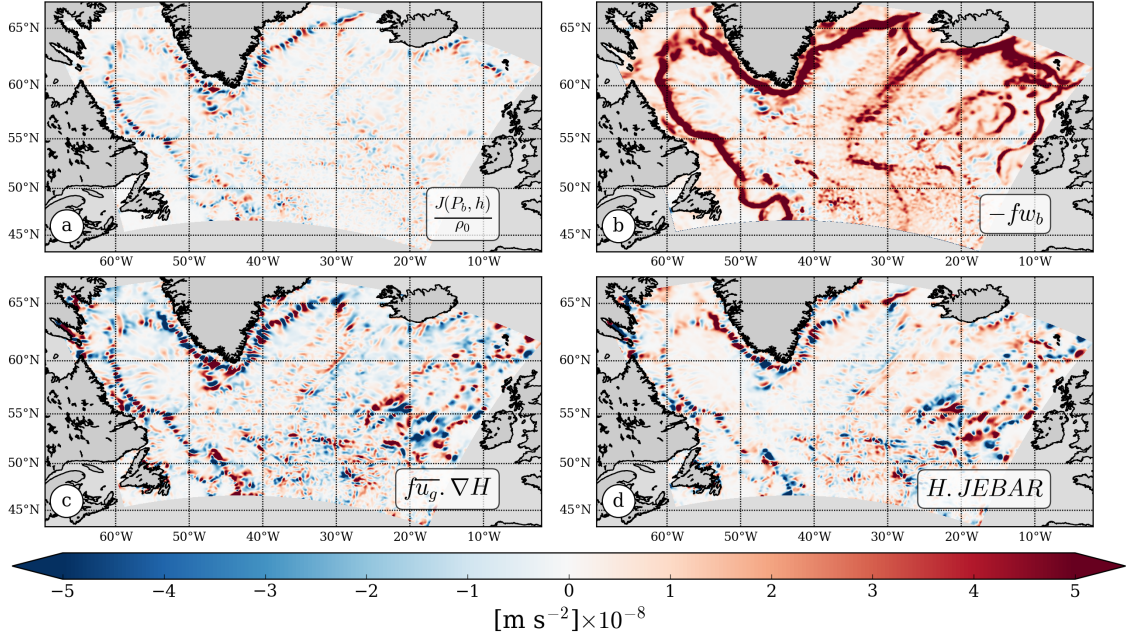 65°N 65°N
60°N 60°N
55°N 55°N
50°N 50°N
45°N 45°N
a J(P_b, h)/ρ_0 b −fw_b
60°W 50°W 40°W 30°W 20°W 10°W 60°W 50°W 40°W 30°W 20°W 10°W
65°N 65°N
60°N 60°N
55°N 55°N
50°N 50°N
45°N 45°N
c f\overline{u_g}.∇H d H.JEBAR
60°W 50°W 40°W 30°W 20°W 10°W 60°W 50°W 40°W 30°W 20°W 10°W
−5 −4 −3 −2 −1 0 1 2 3 4 5
[m s⁻²]×10⁻⁸